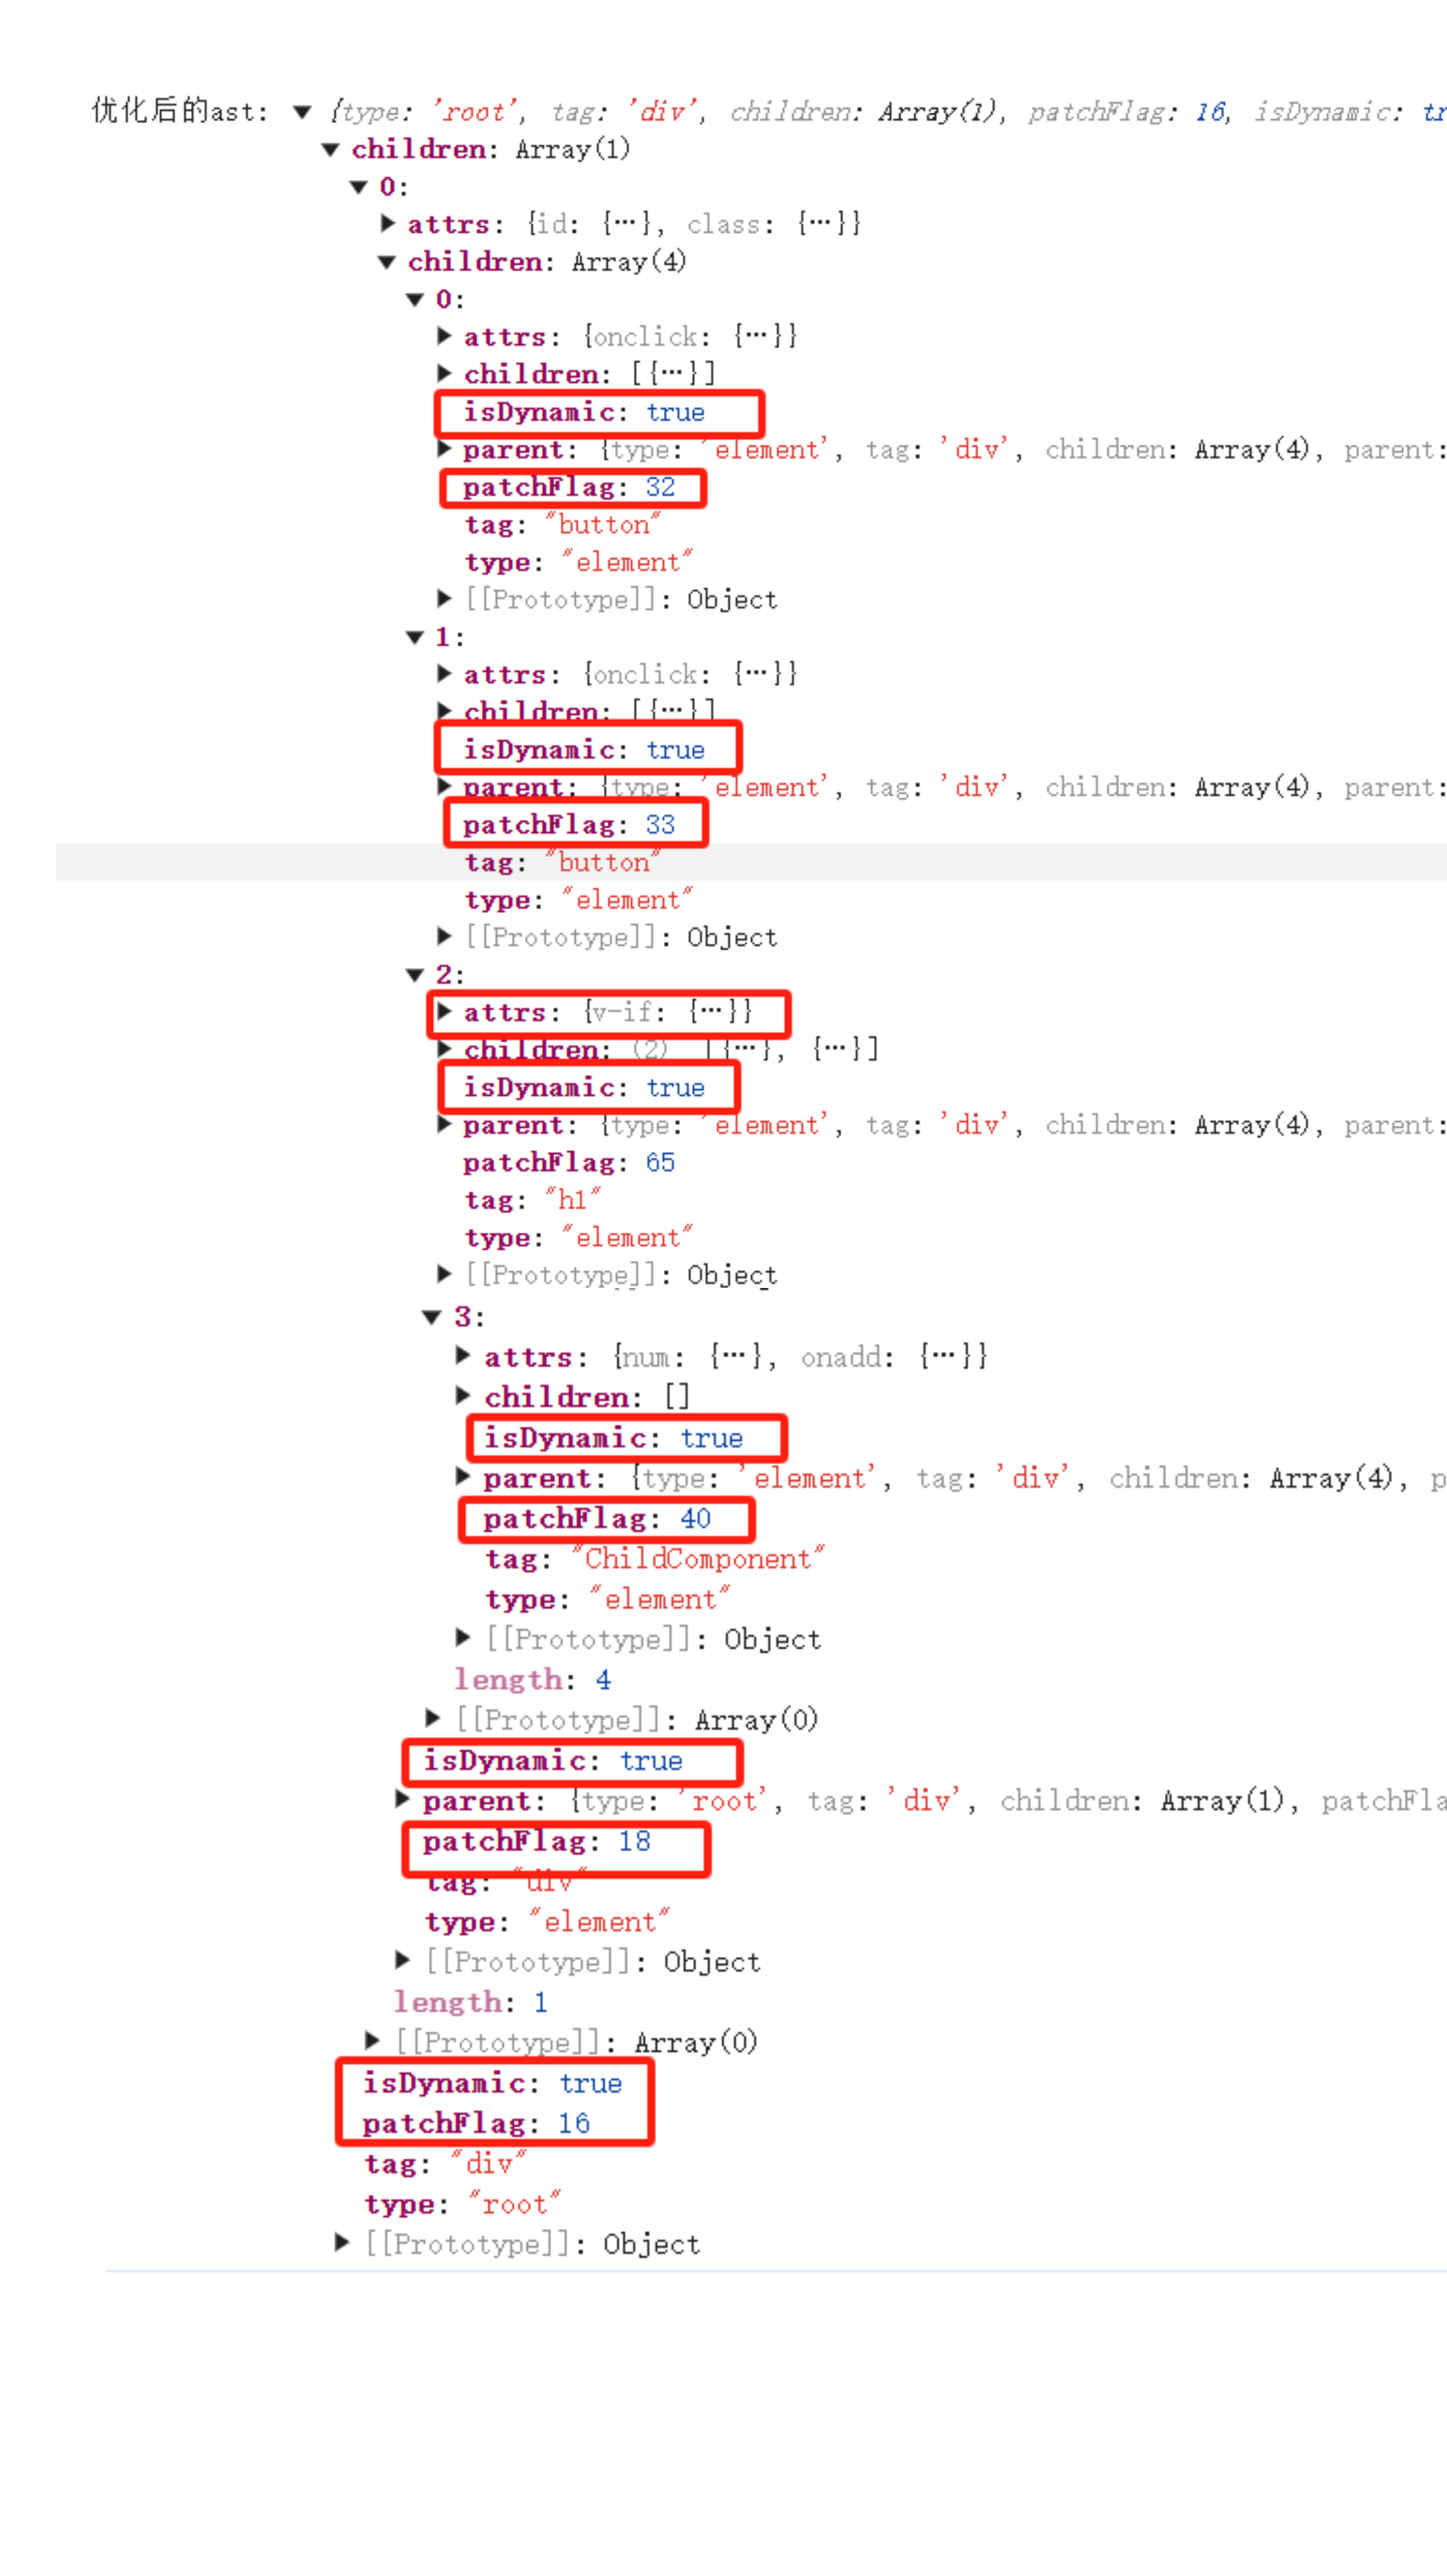 优化后的ast: ▼ {type: 'root', tag: 'div', children: Array(1), patchFlag: 16, isDynamic: tr
▼ children: Array(1)
▼ 0:
▶ attrs: {id: {…}, class: {…}}
▼ children: Array(4)
▼ 0:
▶ attrs: {onclick: {…}}
▶ children: [{…}]
isDynamic: true
▶ parent: {type: 'element', tag: 'div', children: Array(4), parent:
patchFlag: 32
tag: "button"
type: "element"
▶ [[Prototype]]: Object
▼ 1:
▶ attrs: {onclick: {…}}
▶ children: [{…}]
isDynamic: true
▶ parent: {type: 'element', tag: 'div', children: Array(4), parent:
patchFlag: 33
tag: "button"
type: "element"
▶ [[Prototype]]: Object
▼ 2:
▶ attrs: {v-if: {…}}
▶ children: (2) [{…}, {…}]
isDynamic: true
▶ parent: {type: 'element', tag: 'div', children: Array(4), parent:
patchFlag: 65
tag: "h1"
type: "element"
▶ [[Prototype]]: Object
▼ 3:
▶ attrs: {num: {…}, onadd: {…}}
▶ children: []
isDynamic: true
▶ parent: {type: 'element', tag: 'div', children: Array(4), p
patchFlag: 40
tag: "ChildComponent"
type: "element"
▶ [[Prototype]]: Object
length: 4
▶ [[Prototype]]: Array(0)
isDynamic: true
▶ parent: {type: 'root', tag: 'div', children: Array(1), patchFla
patchFlag: 18
tag: "div"
type: "element"
▶ [[Prototype]]: Object
length: 1
▶ [[Prototype]]: Array(0)
isDynamic: true
patchFlag: 16
tag: "div"
type: "root"
▶ [[Prototype]]: Object